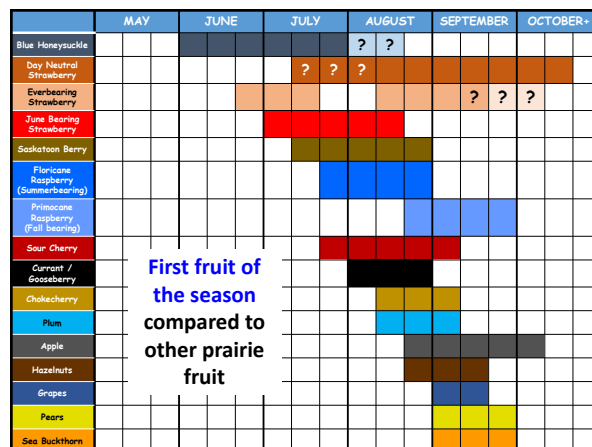 MAY JUNE JULY AUGUST SEPTEMBER OCTOBER+
Blue Honeysuckle ? ?
Day Neutral
Strawberry ? ? ?
Everbearing
Strawberry ? ? ?
June Bearing
Strawberry
Saskatoon Berry
Floricane
Raspberry
(Summerbearing)
Primocane
Raspberry
(Fall bearing)
Sour Cherry
Currant /
Gooseberry
Chokecherry
Plum
Apple
Hazelnuts
Grapes
Pears
Sea Buckthorn
First fruit of
the season
compared to
other prairie
fruit